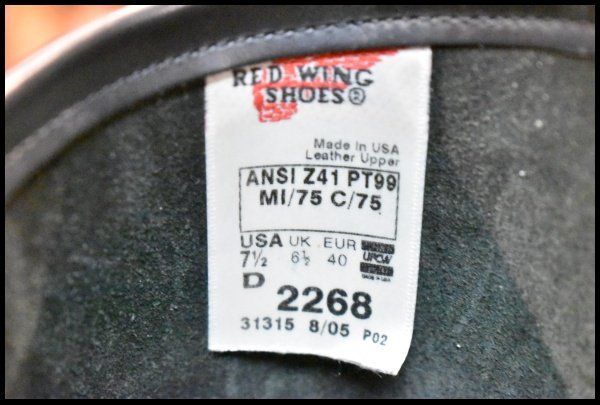 RED WING
SHOES®
Made In USA
Leather Upper
ANSI Z41 PT99
MI/75 C/75
USA UK EUR
7½ 6½ 40 UFCW
D 2268
31315 8/05 P02